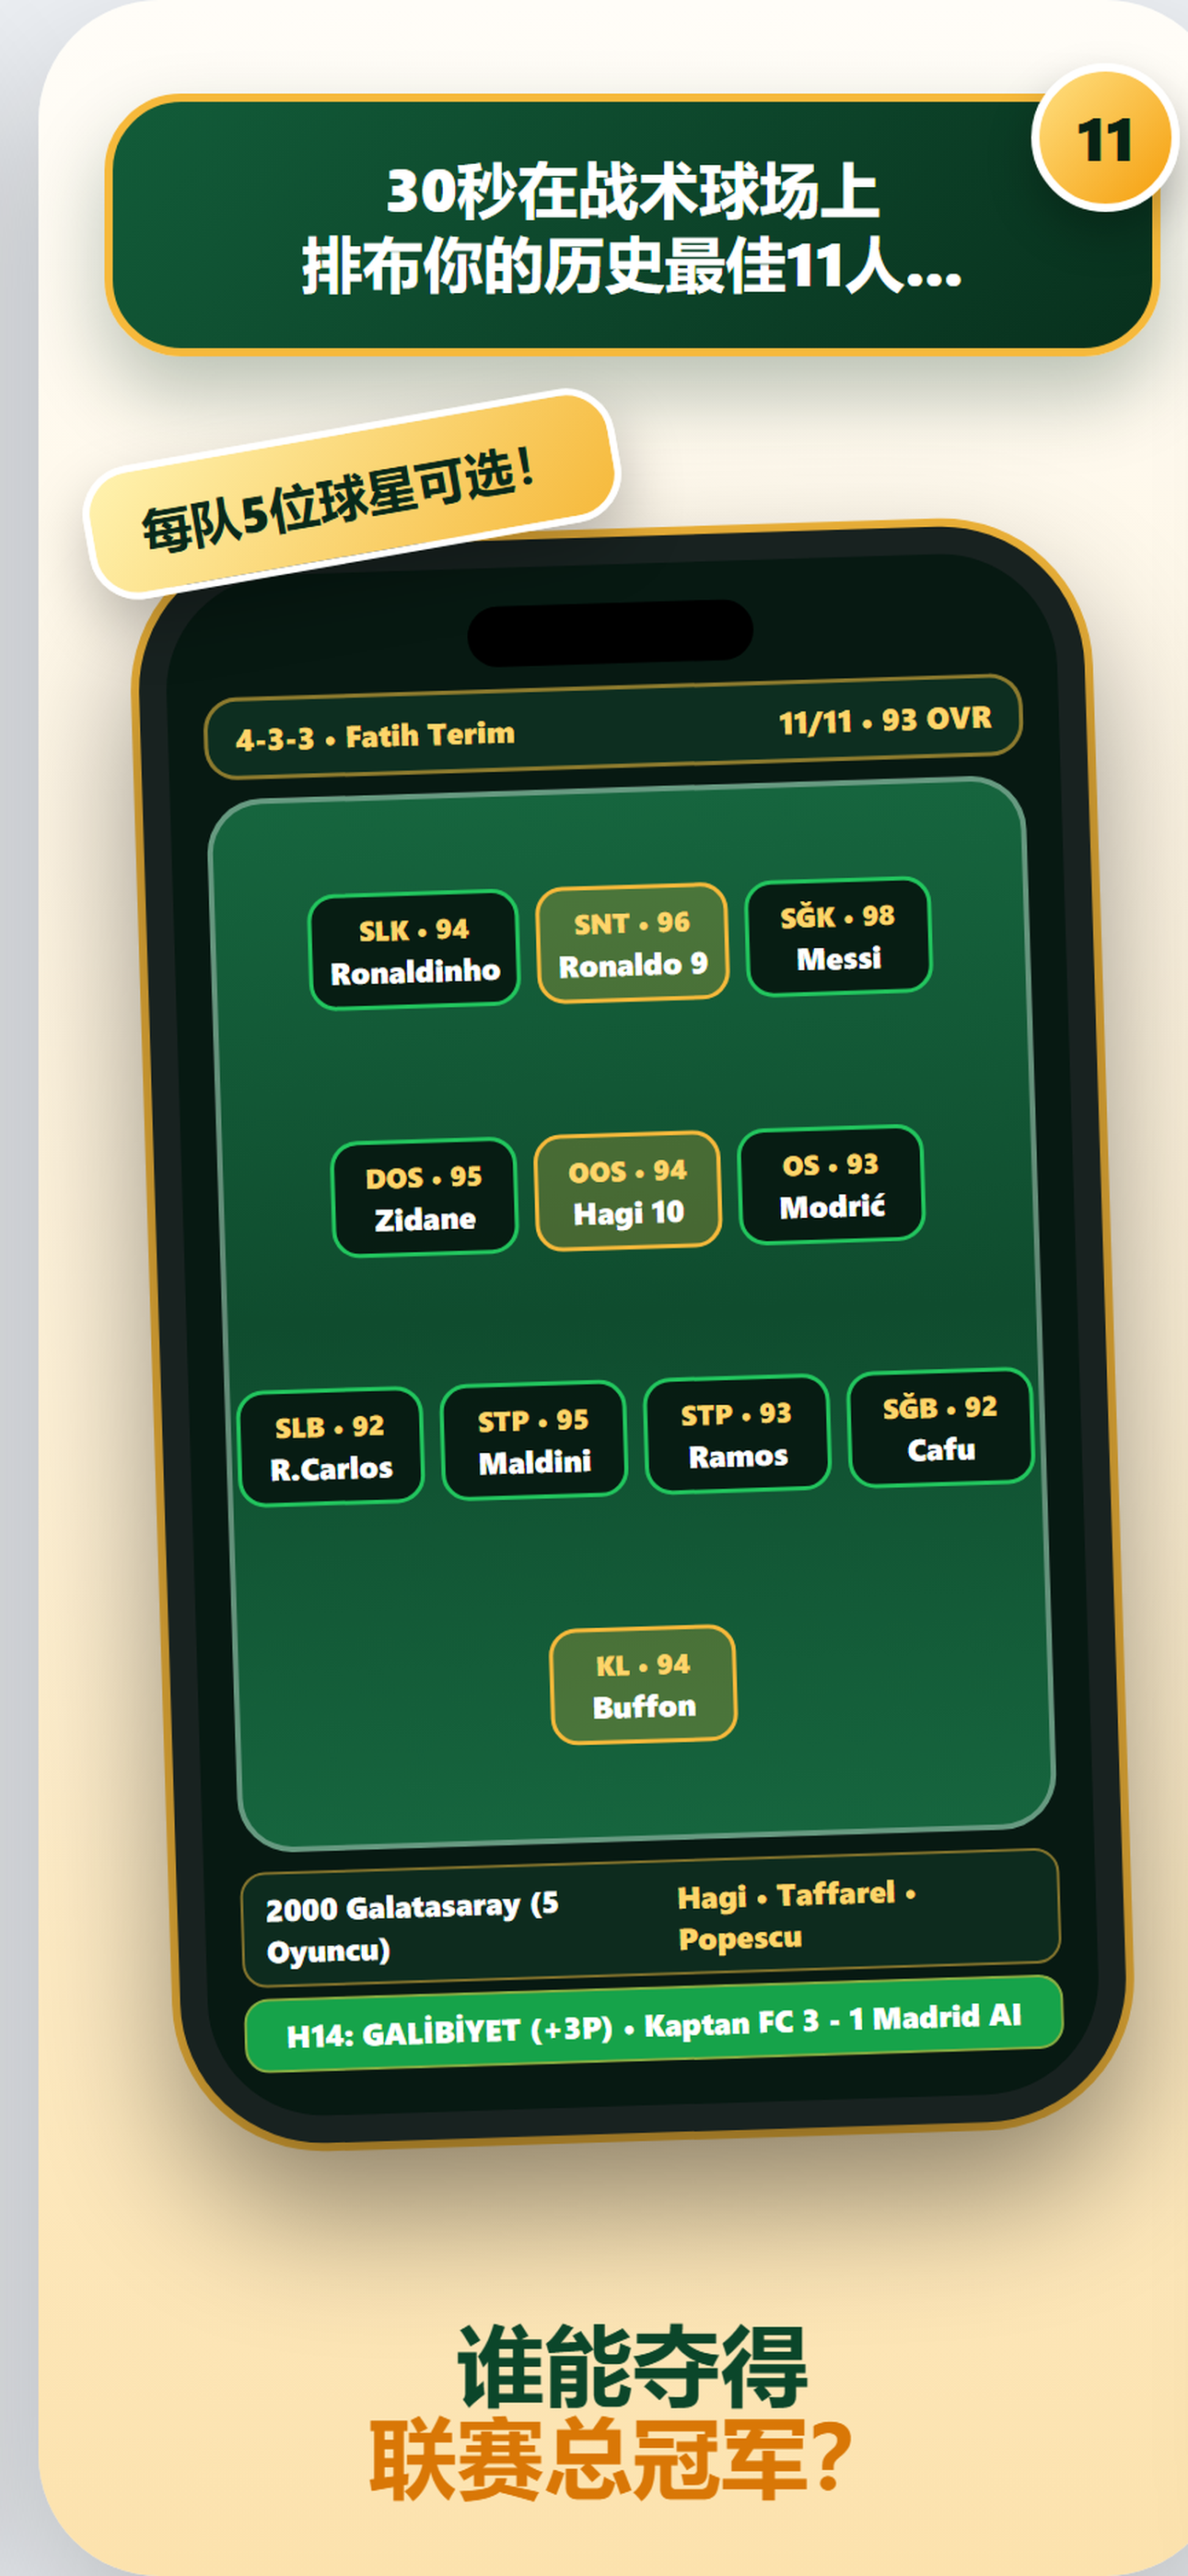 11
30秒在战术球场上
排布你的历史最佳11人...
每队5位球星可选！
4-3-3 • Fatih Terim
11/11 • 93 OVR
SLK • 94
Ronaldinho
SNT • 96
Ronaldo 9
SĞK • 98
Messi
DOS • 95
Zidane
OOS • 94
Hagi 10
OS • 93
Modrić
SLB • 92
R.Carlos
STP • 95
Maldini
STP • 93
Ramos
SĞB • 92
Cafu
KL • 94
Buffon
2000 Galatasaray (5
Oyuncu)
Hagi • Taffarel •
Popescu
H14: GALİBİYET (+3P) • Kaptan FC 3 - 1 Madrid AI
谁能夺得
联赛总冠军？